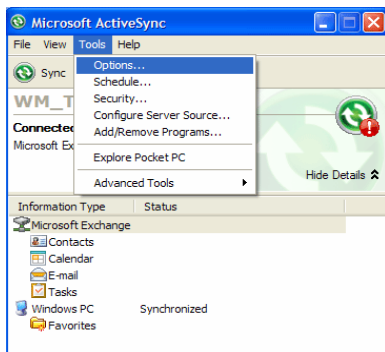 Microsoft ActiveSync
File View Tools Help
Sync
Options...
Schedule...
Security...
Configure Server Source...
Add/Remove Programs...
Explore Pocket PC
Advanced Tools
WM_T
Connected
Microsoft Ex
Hide Details
Information Type Status
Microsoft Exchange
Contacts
Calendar
E-mail
Tasks
Windows PC Synchronized
Favorites